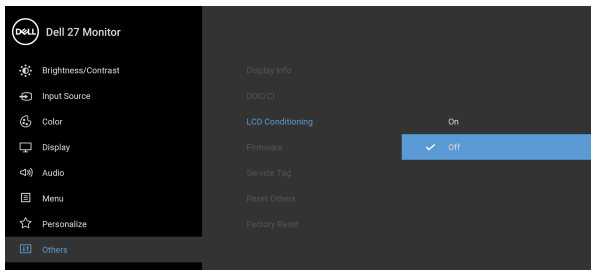 DELL
Dell 27 Monitor
Brightness/Contrast
Input Source
Color
Display
Audio
Menu
Personalize
Others
Display Info
DDC/CI
LCD Conditioning
Firmware
Service Tag
Reset Others
Factory Reset
On
Off